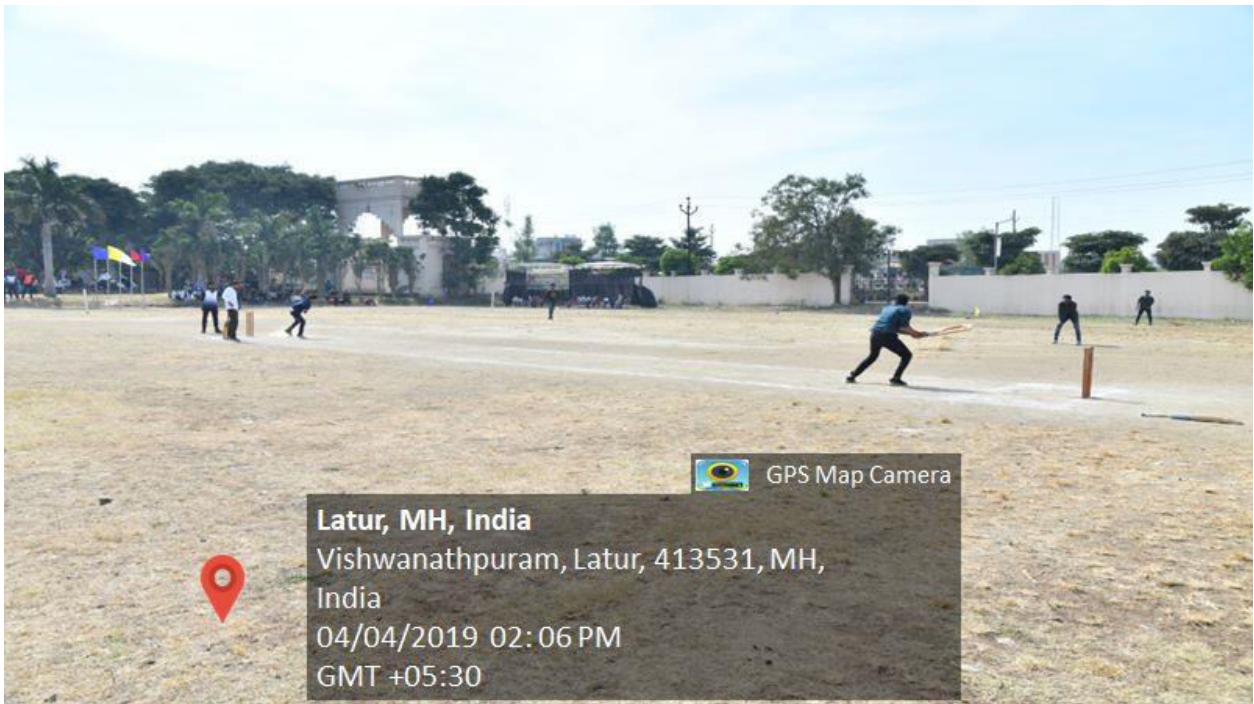 GPS Map Camera
Latur, MH, India
Vishwanathpuram, Latur, 413531, MH,
India
04/04/2019 02:06 PM
GMT +05:30